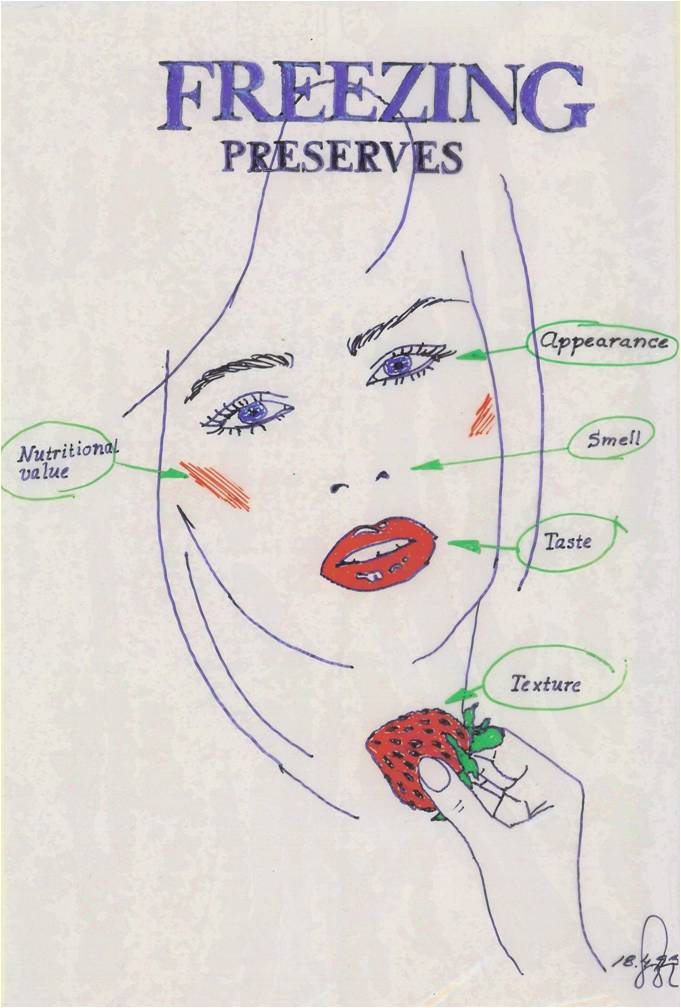 FREEZING
PRESERVES
Appearance
Smell
Nutritional
value
Taste
Texture